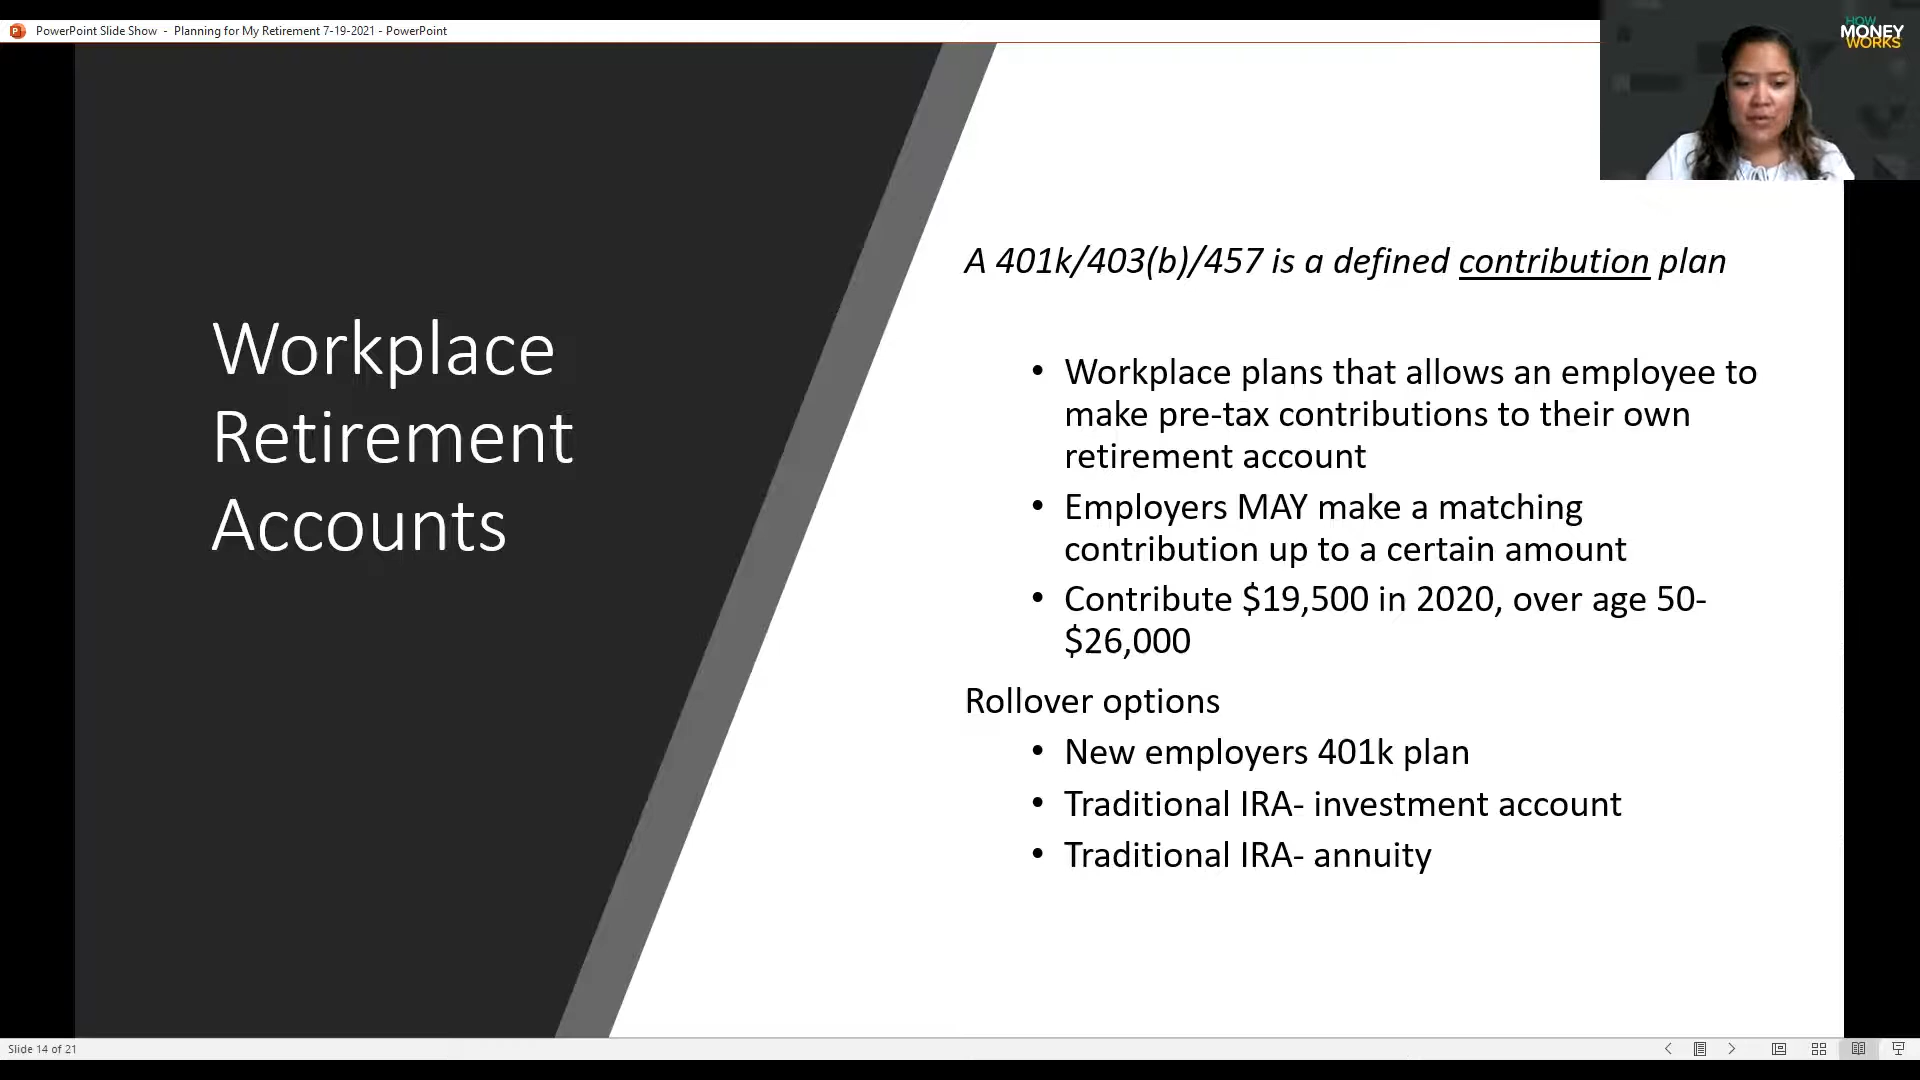 PowerPoint Slide Show - Planning for My Retirement 7-19-2021 - PowerPoint
HOW
MONEY
WORKS
Workplace
Retirement
Accounts
A 401k/403(b)/457 is a defined contribution plan
• Workplace plans that allows an employee to
make pre-tax contributions to their own
retirement account
• Employers MAY make a matching
contribution up to a certain amount
• Contribute $19,500 in 2020, over age 50-
$26,000
Rollover options
• New employers 401k plan
• Traditional IRA- investment account
• Traditional IRA- annuity
Slide 14 of 21